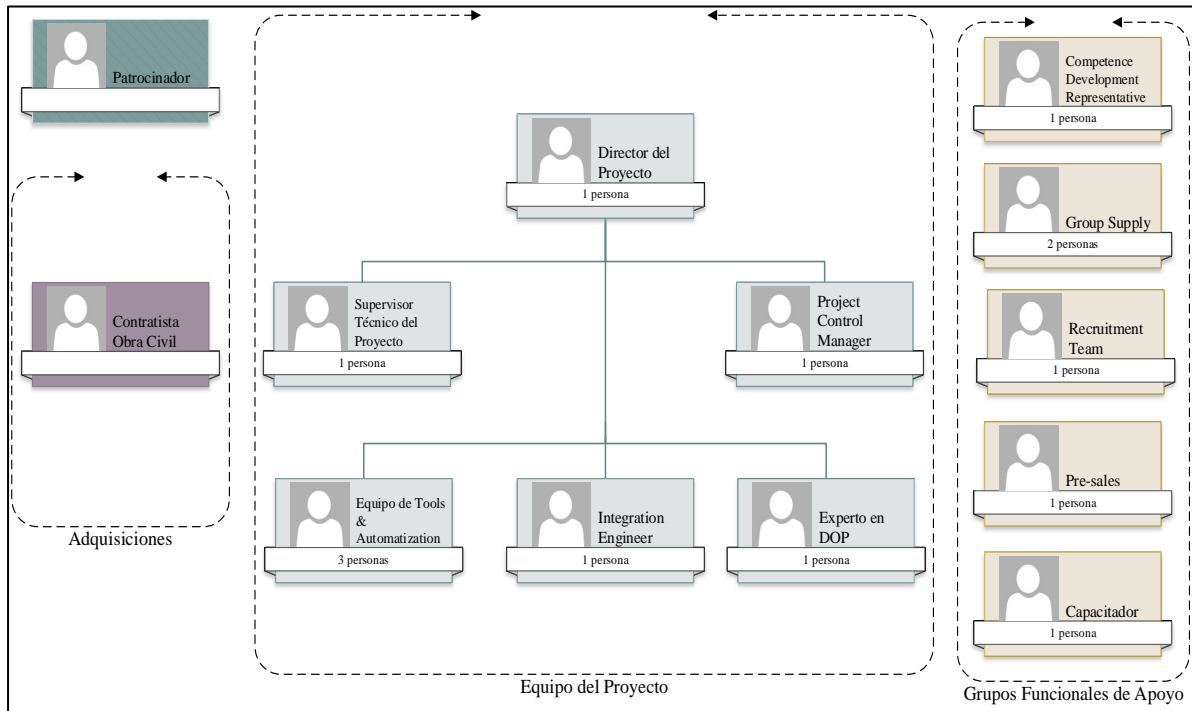 Patrocinador
Contratista
Obra Civil
1 persona
Adquisiciones
Director del
Proyecto
1 persona
Supervisor
Técnico del
Proyecto
1 persona
Project
Control
Manager
1 persona
Equipo de Tools
&
Automatization
3 personas
Integration
Engineer
1 persona
Experto en
DOP
1 persona
Equipo del Proyecto
Competence
Development
Representative
1 persona
Group Supply
2 personas
Recruitment
Team
1 persona
Pre-sales
1 persona
Capacitador
1 persona
Grupos Funcionales de Apoyo